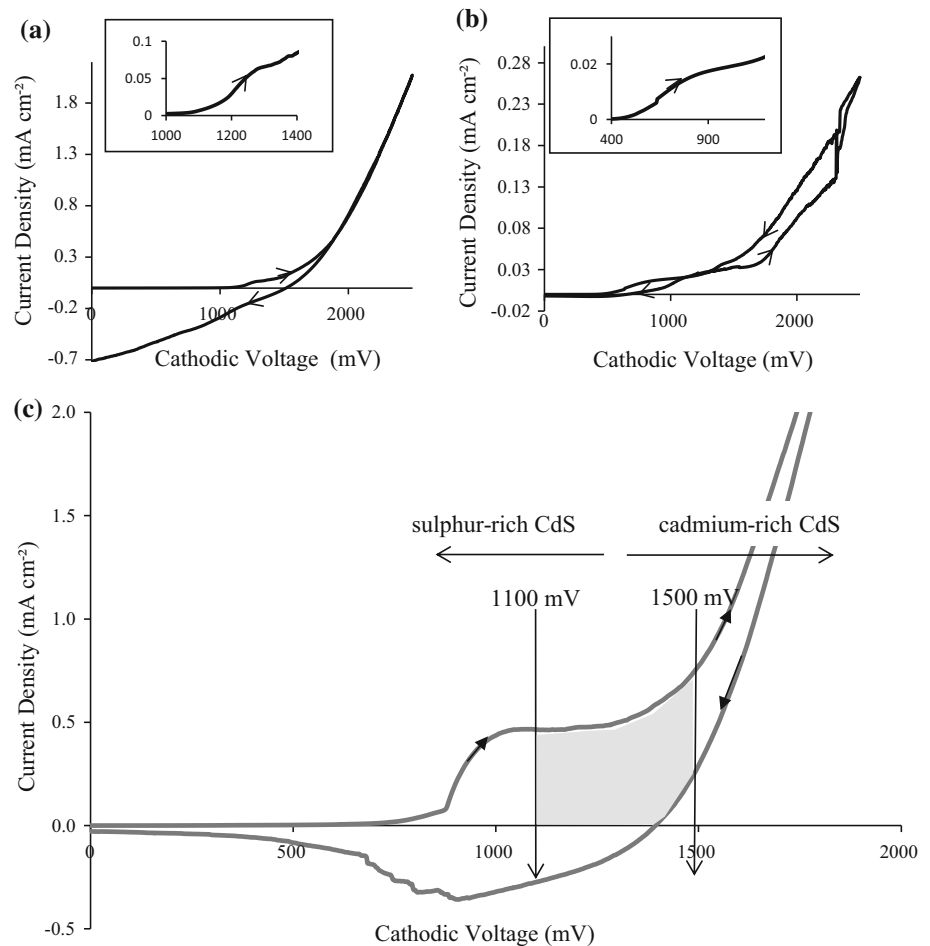 (a)
0.1
0.05
0
1000 1200 1400
1.8
1.3
0.8
0.3
-0.2
-0.7
0 1000 2000
Current Density (mA cm-2)
Cathodic Voltage (mV)
(b)
0.02
0
400 900
0.28
0.23
0.18
0.13
0.08
0.03
-0.02
0 1000 2000
Current Density (mA cm-2)
Cathodic Voltage (mV)
(c)
2.0
1.5
1.0
0.5
0.0
-0.5
sulphur-rich CdS cadmium-rich CdS
1100 mV 1500 mV
0 500 1000 1500 2000
Current Density (mA cm-2)
Cathodic Voltage (mV)